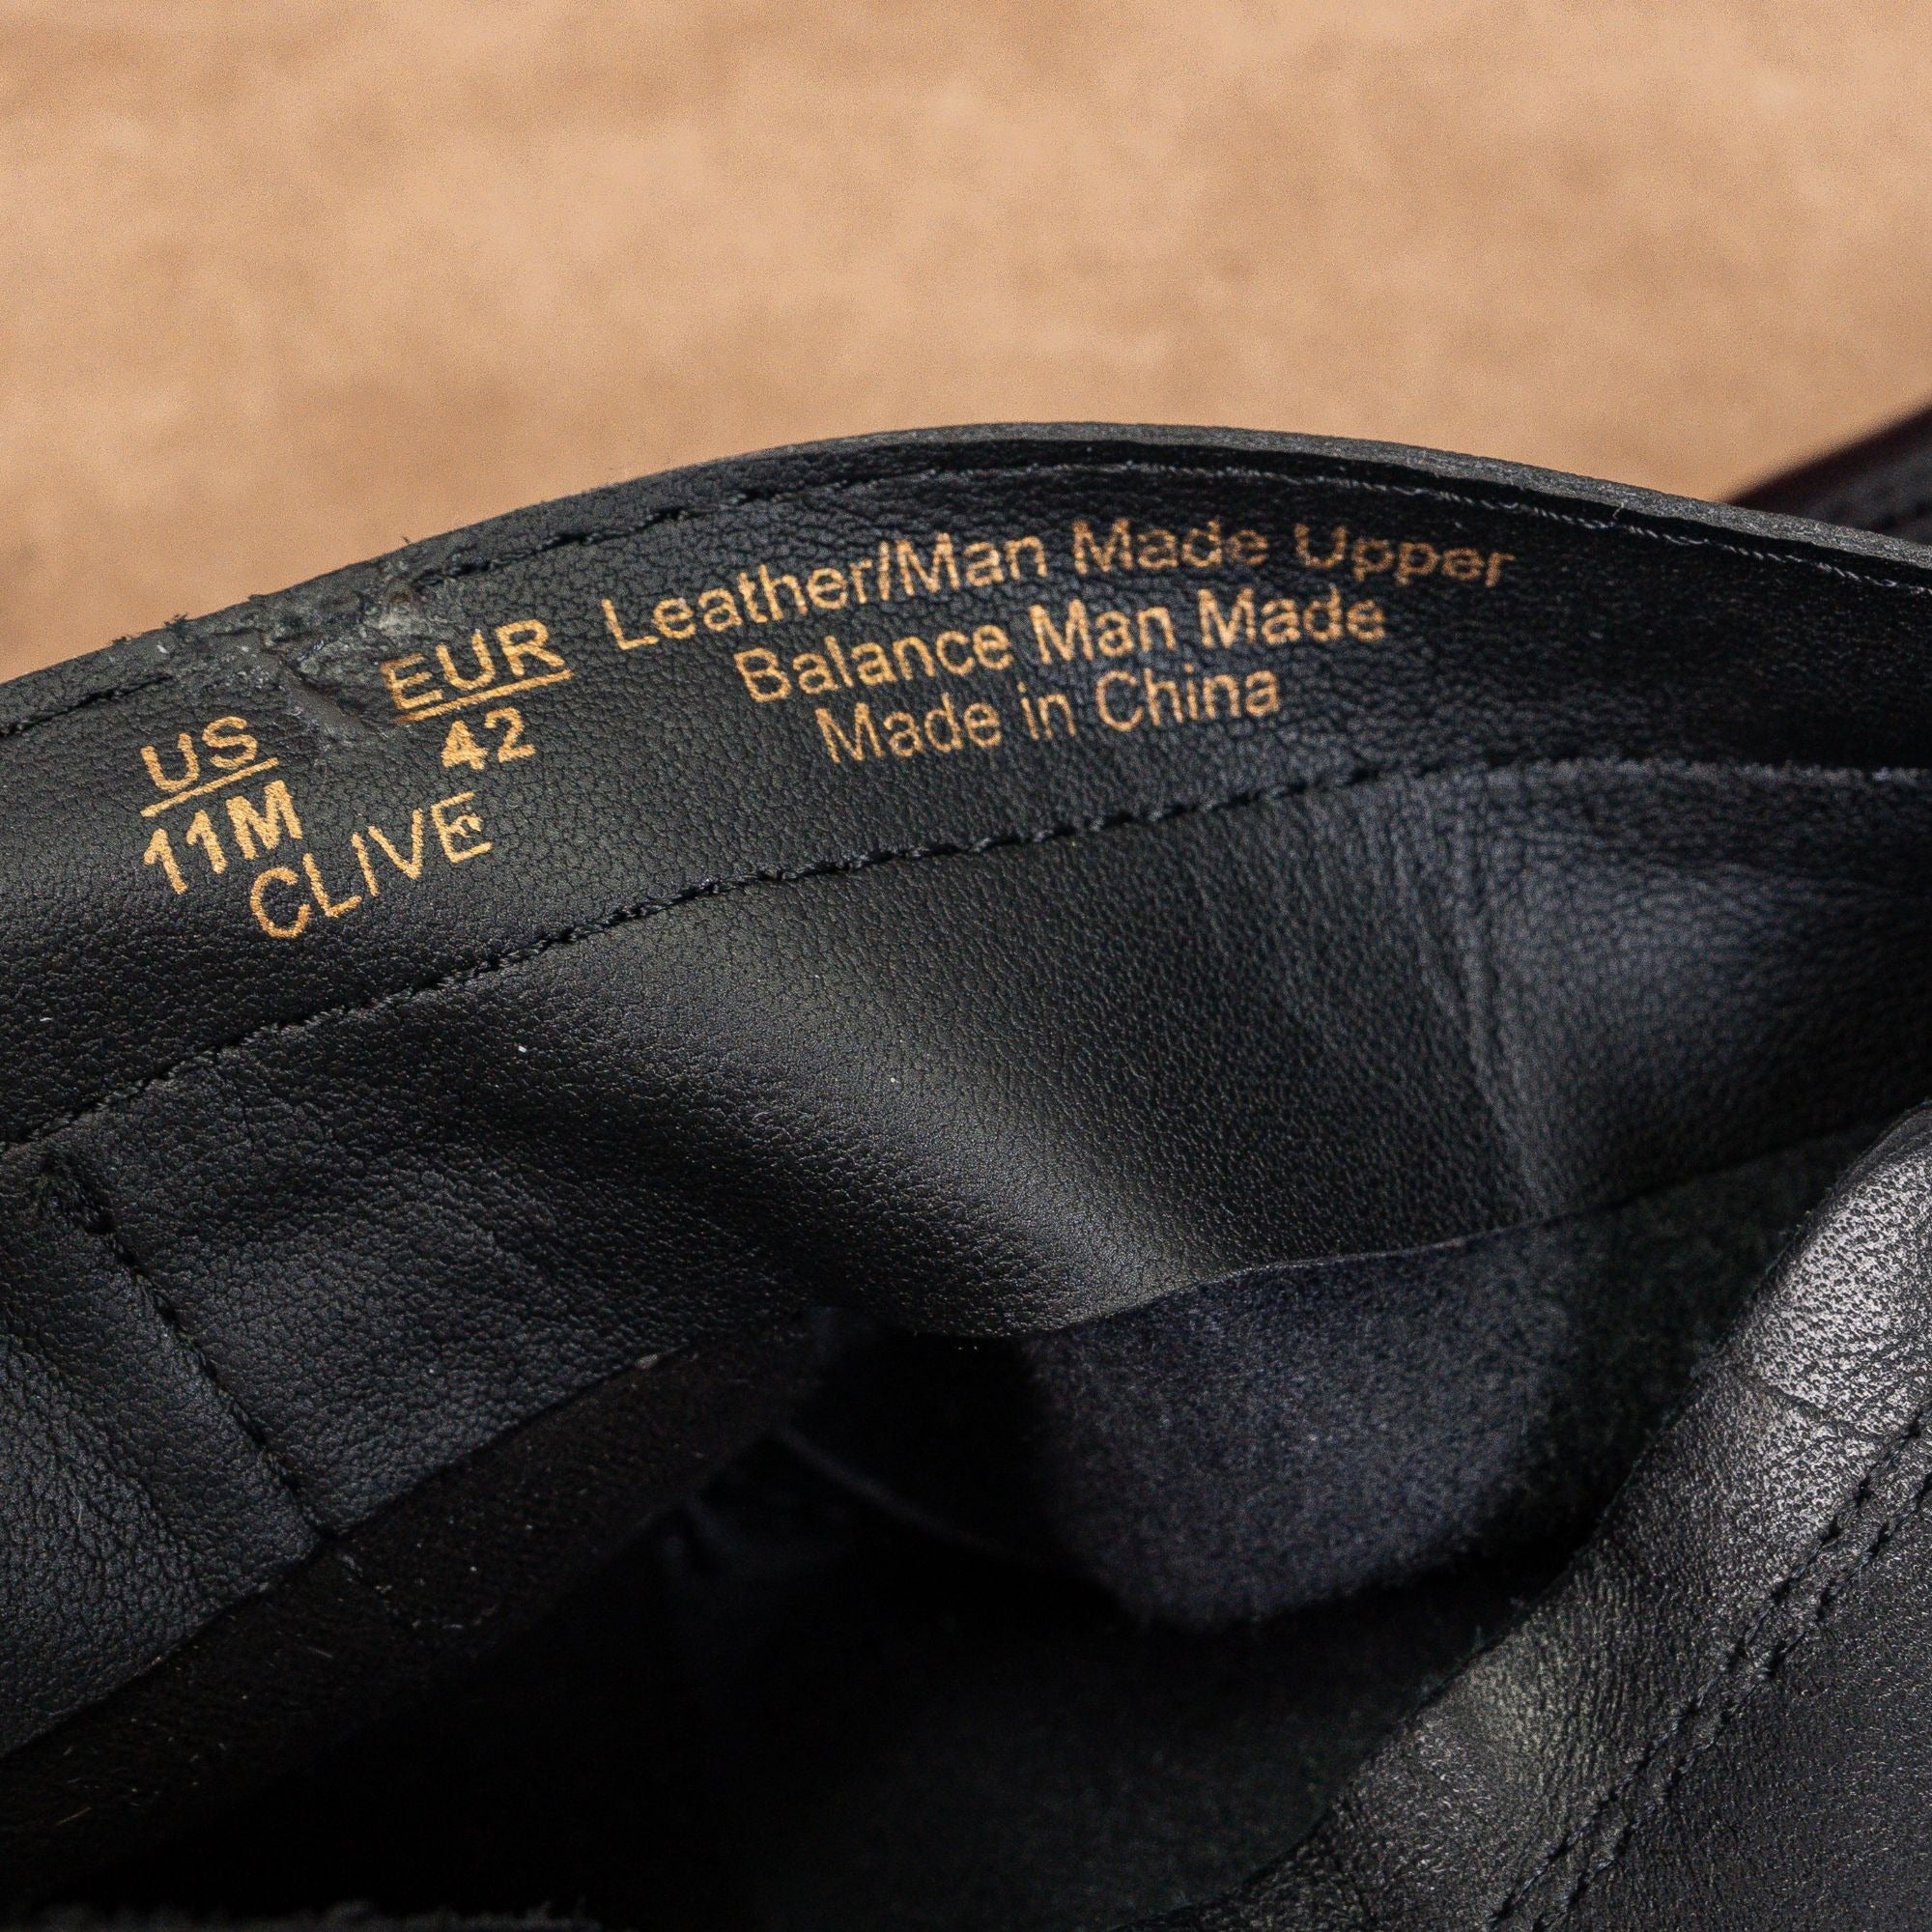 US EUR Leather/Man Made Upper
11M 42 Balance Man Made
CLIVE Made in China